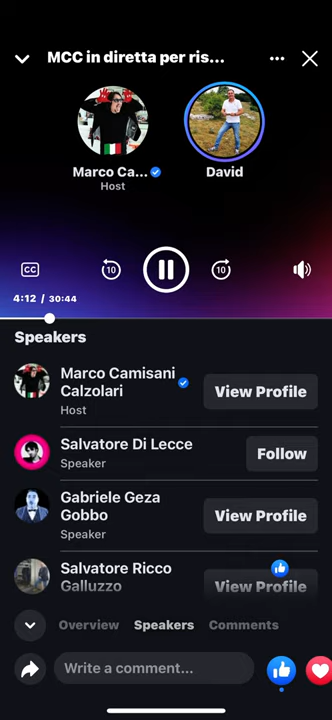 MCC in diretta per ris...
Marco Ca...
Host
David
CC
10
10
4:12 / 30:44
Speakers
Marco Camisani
Calzolari
Host
View Profile
Salvatore Di Lecce
Speaker
Follow
Gabriele Geza
Gobbo
Speaker
View Profile
Salvatore Ricco
Galluzzo
View Profile
Overview
Speakers
Comments
Write a comment...